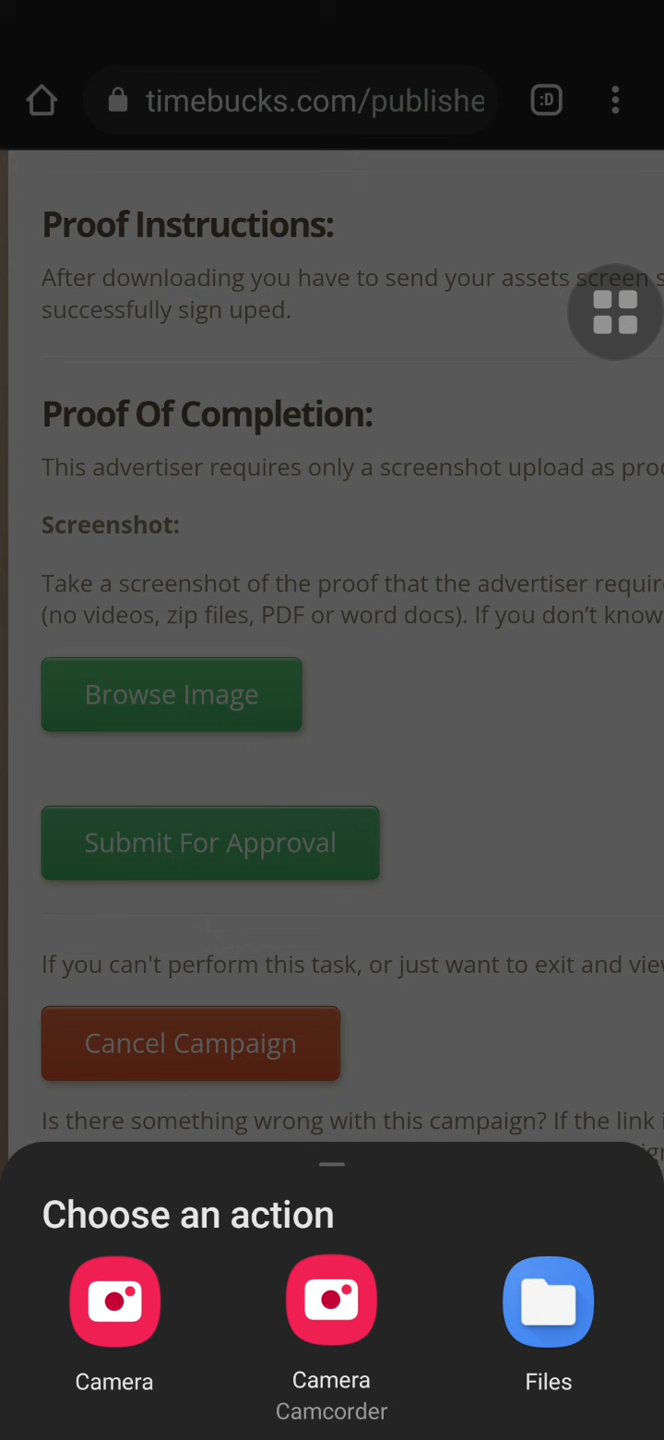 timebucks.com/publishe
:D
Proof Instructions:
After downloading you have to send your assets screen s
successfully sign uped.
Proof Of Completion:
This advertiser requires only a screenshot upload as proo
Screenshot:
Take a screenshot of the proof that the advertiser require
(no videos, zip files, PDF or word docs). If you don’t know
Browse Image
Submit For Approval
If you can't perform this task, or just want to exit and view
Cancel Campaign
Is there something wrong with this campaign? If the link i
Choose an action
Camera
Camera
Files
Camcorder